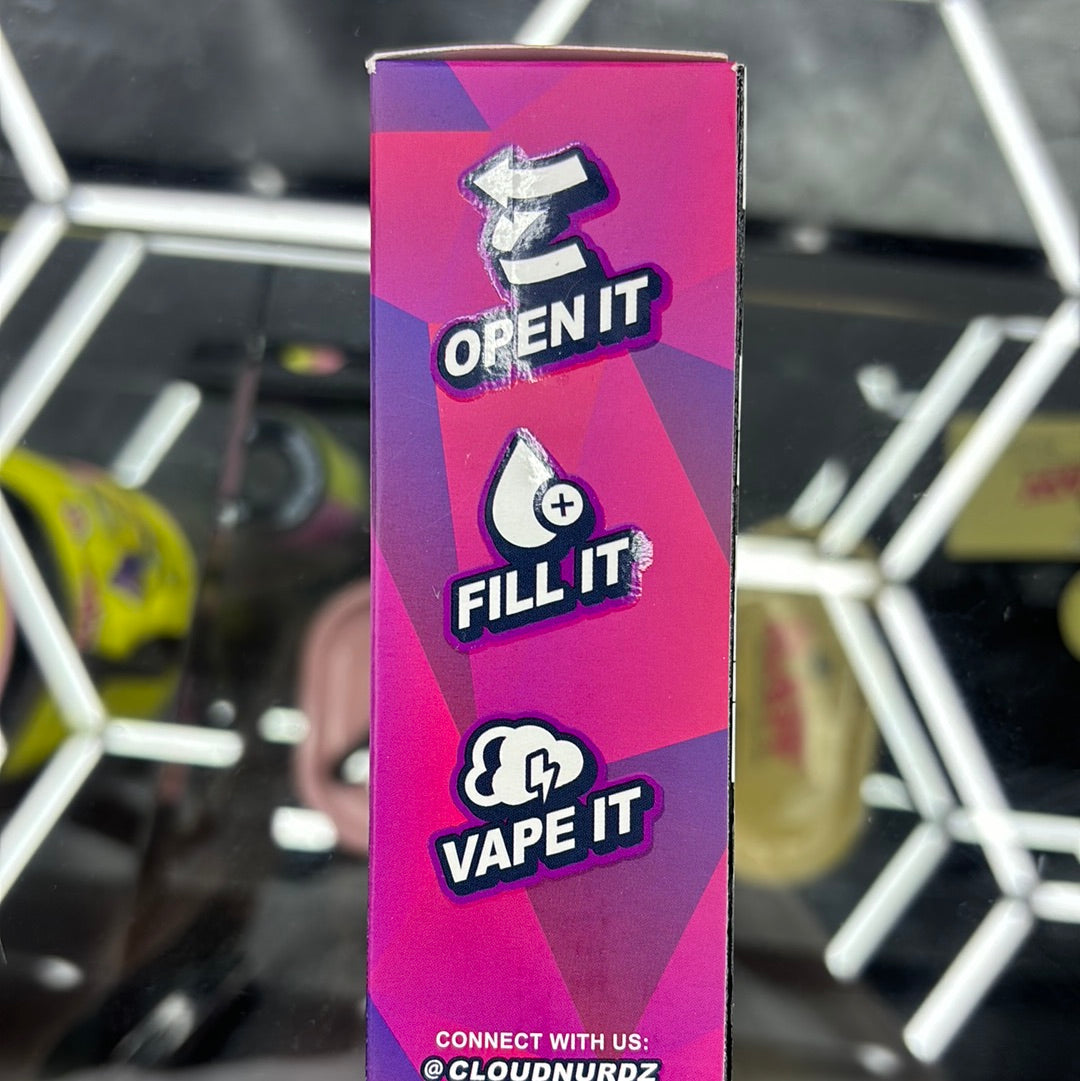 OPEN IT
FILL IT
VAPE IT
CONNECT WITH US:
@CLOUDNURDZ